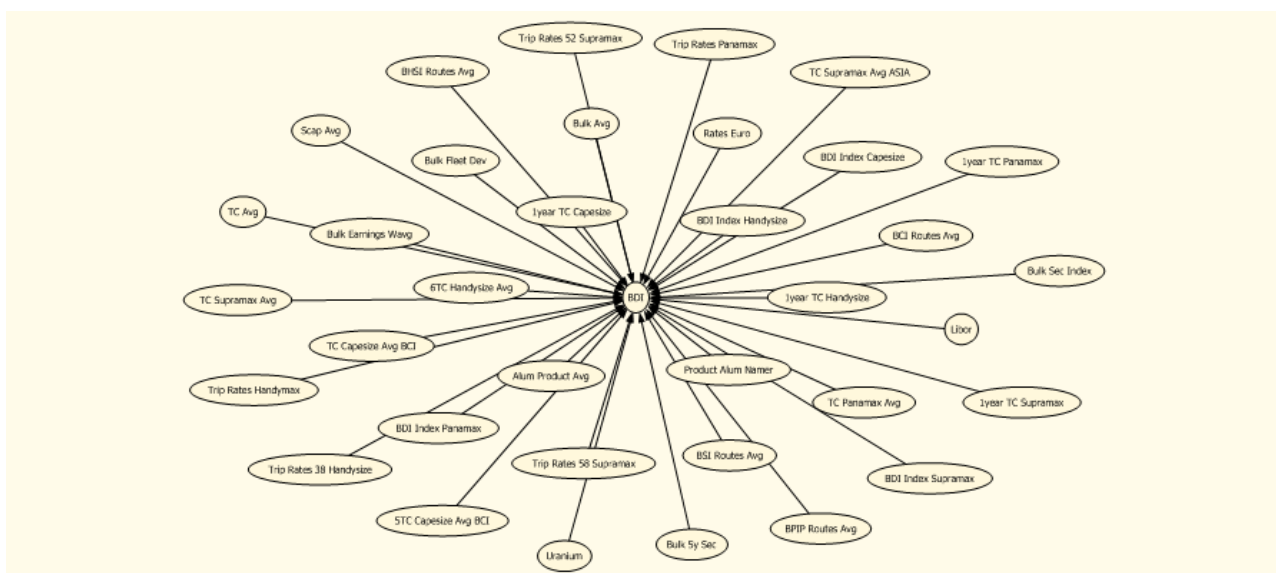 Trip Rates 52 Supramax
Trip Rates Panamax
BHSI Routes Avg
TC Supramax Avg ASIA
Scap Avg
Bulk Avg
Rates Euro
Bulk Fleet Dev
BDI Index Capesize
1year TC Panamax
TC Avg
1year TC Capesize
BDI Index Handysize
Bulk Earnings Wavg
BCI Routes Avg
Bulk Sec Index
6TC Handysize Avg
BDI
1year TC Handysize
TC Supramax Avg
Libor
TC Capesize Avg BCI
Alum Product Avg
Product Alum Namer
Trip Rates Handymax
TC Panamax Avg
1year TC Supramax
BDI Index Panamax
BSI Routes Avg
Trip Rates 38 Handysize
Trip Rates 58 Supramax
BDI Index Supramax
5TC Capesize Avg BCI
BPIP Routes Avg
Uranium
Bulk 5y Sec